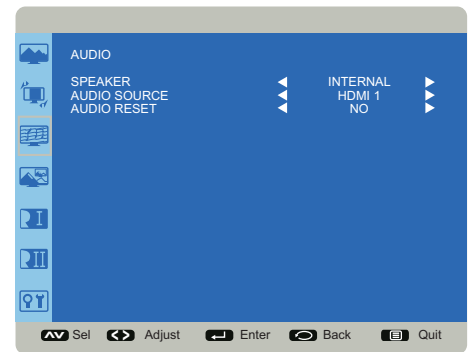 AUDIO
SPEAKER INTERNAL
AUDIO SOURCE HDMI 1
AUDIO RESET NO
Sel Adjust Enter Back Quit